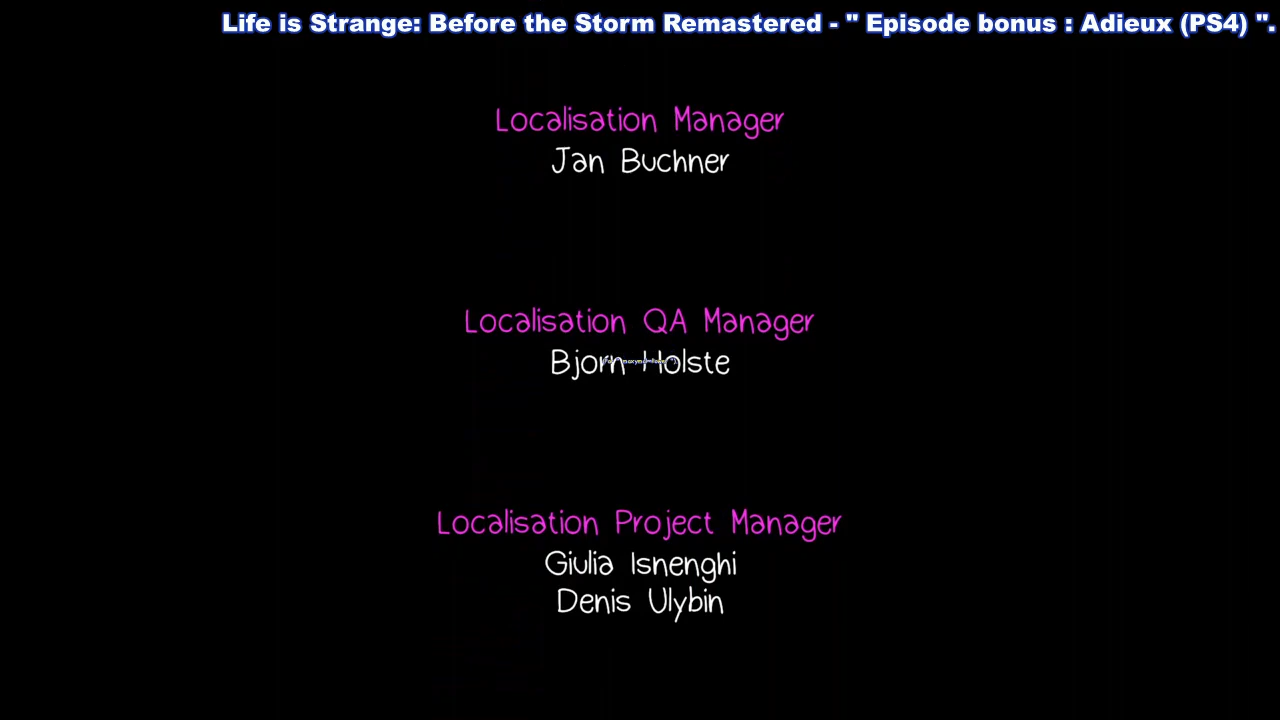 Life is Strange: Before the Storm Remastered - " Episode bonus : Adieux (PS4) ".
Localisation Manager
Jan Buchner
Localisation QA Manager
Bjorn Holste
Localisation Project Manager
Giulia Isnenghi
Denis Ulybin